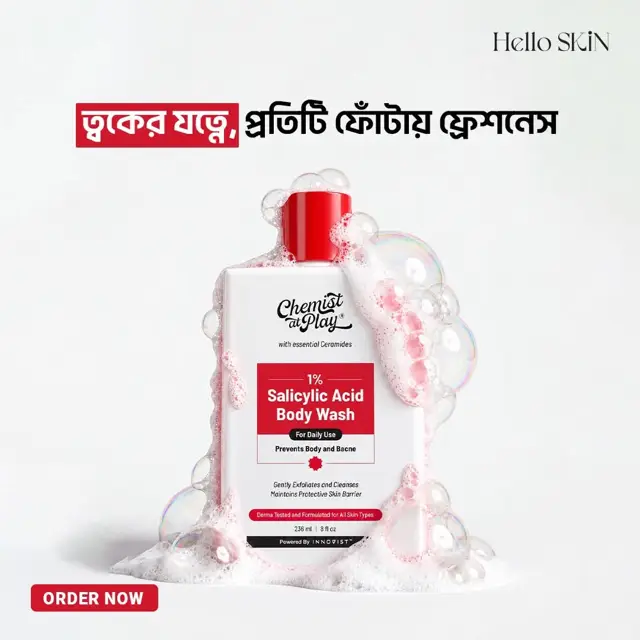 Hello SKiN
ত্বকের যত্নে, প্রতিটি ফোঁটায় ফ্রেশনেস
Chemist
at Play®
with essential Ceramides
1%
Salicylic Acid
Body Wash
For Daily Use
Prevents Body and Bacne
Gently Exfoliates and Cleanses
Maintains Protective Skin Barrier
Derma Tested and Formulated for All Skin Types
236 ml | 8 fl oz
Powered By INNOVIST™
ORDER NOW